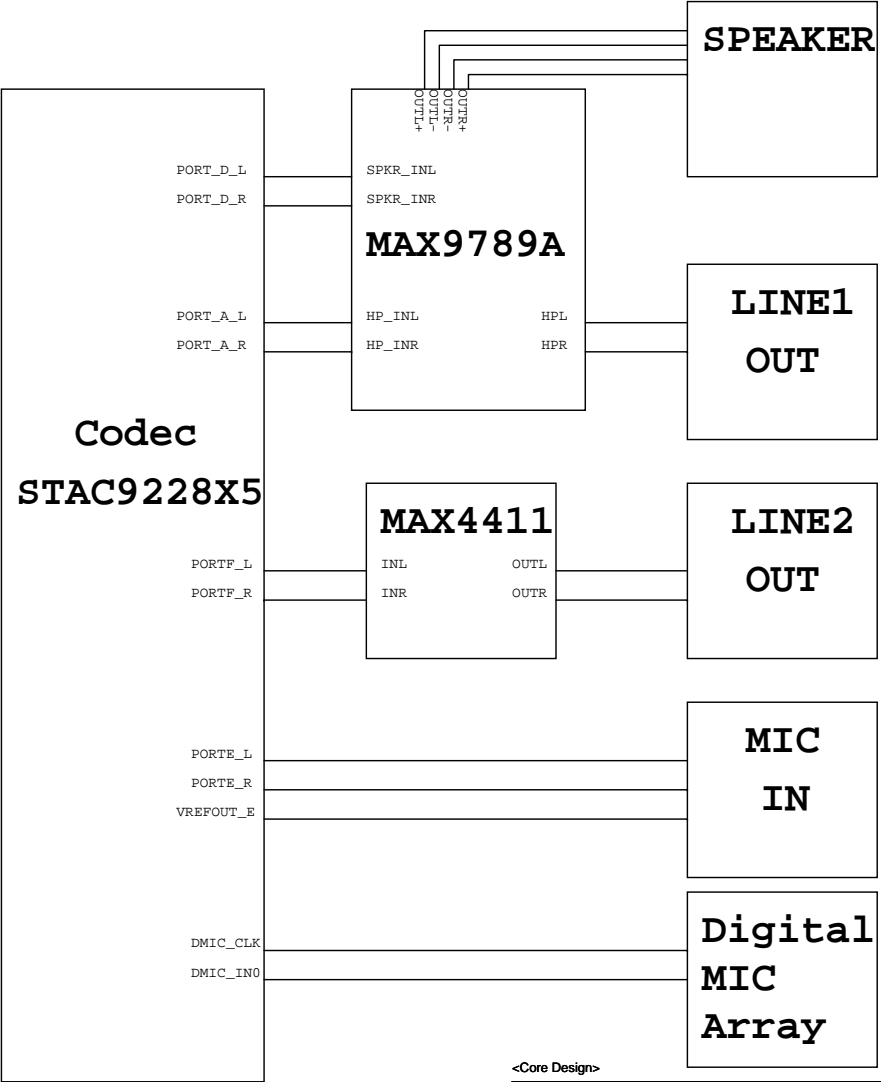 SPEAKER
OUTL+
OUTL-
OUTR-
OUTR+
PORT_D_L
SPKR_INL
PORT_D_R
SPKR_INR
MAX9789A
PORT_A_L
HP_INL
HPL
PORT_A_R
HP_INR
HPR
LINE1
OUT
Codec
STAC9228X5
MAX4411
LINE2
OUT
PORTF_L
INL
OUTL
PORTF_R
INR
OUTR
MIC
IN
PORTE_L
PORTE_R
VREFOUT_E
DMIC_CLK
DMIC_IN0
Digital
MIC
Array
<Core Design>